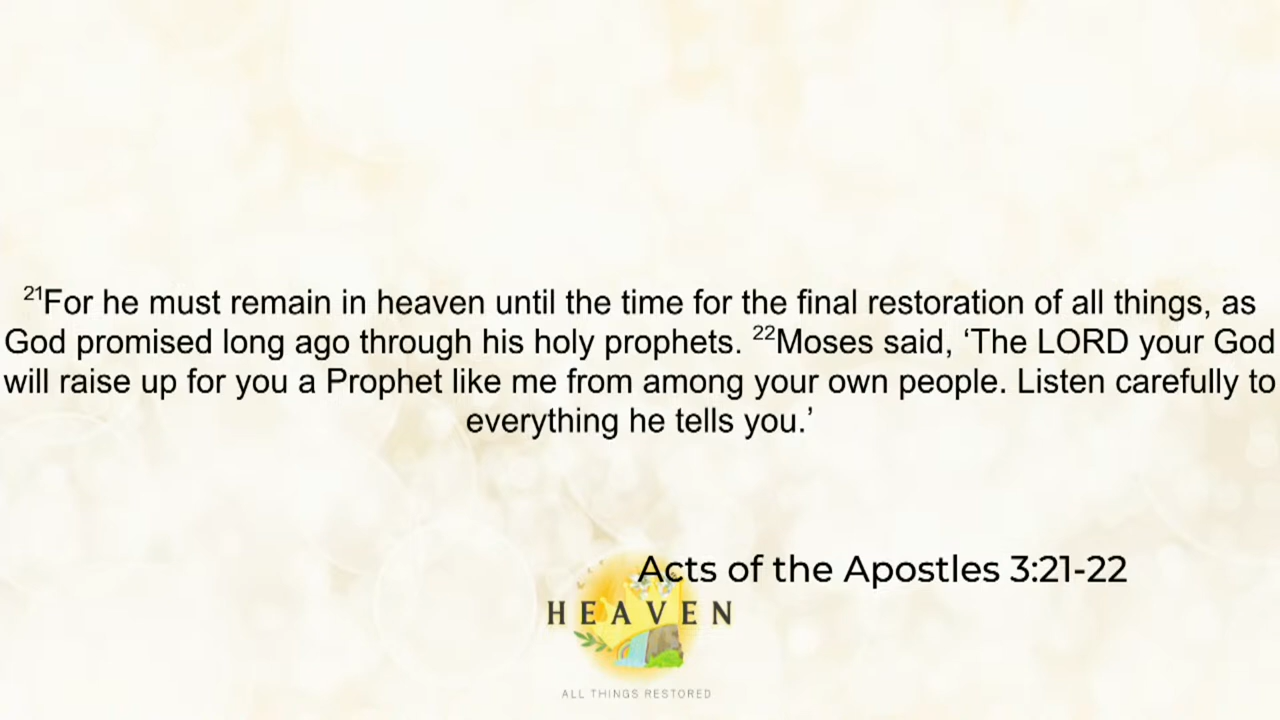 ²¹For he must remain in heaven until the time for the final restoration of all things, as
God promised long ago through his holy prophets. ²²Moses said, ‘The LORD your God
will raise up for you a Prophet like me from among your own people. Listen carefully to
everything he tells you.’
Acts of the Apostles 3:21-22
HEAVEN
ALL THINGS RESTORED